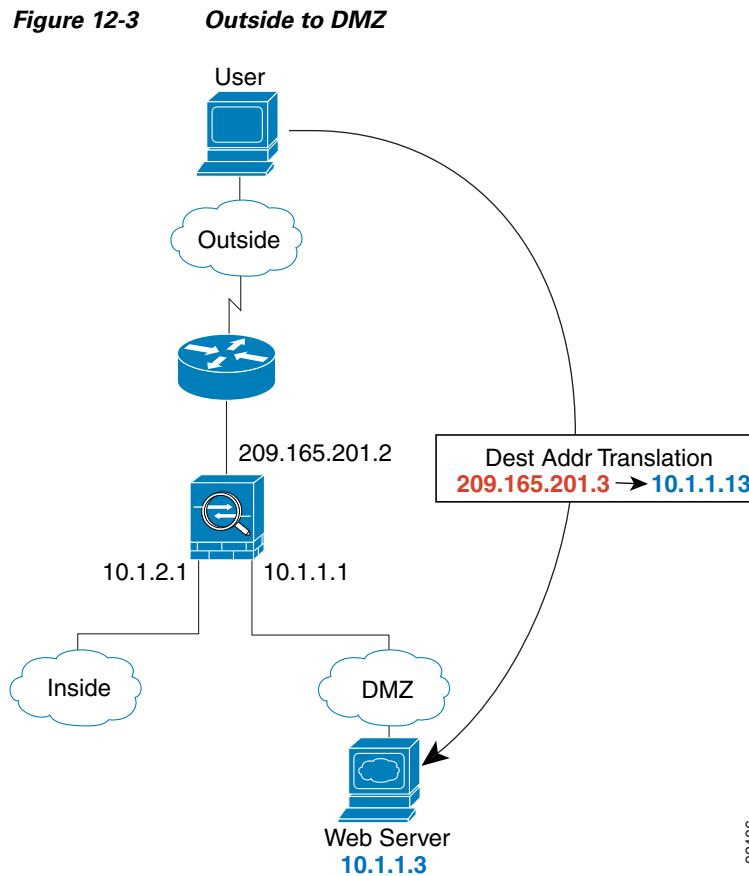 Figure 12-3 Outside to DMZ
User
Outside
209.165.201.2
Dest Addr Translation
209.165.201.3 → 10.1.1.13
10.1.2.1
10.1.1.1
Inside
DMZ
Web Server
10.1.1.3